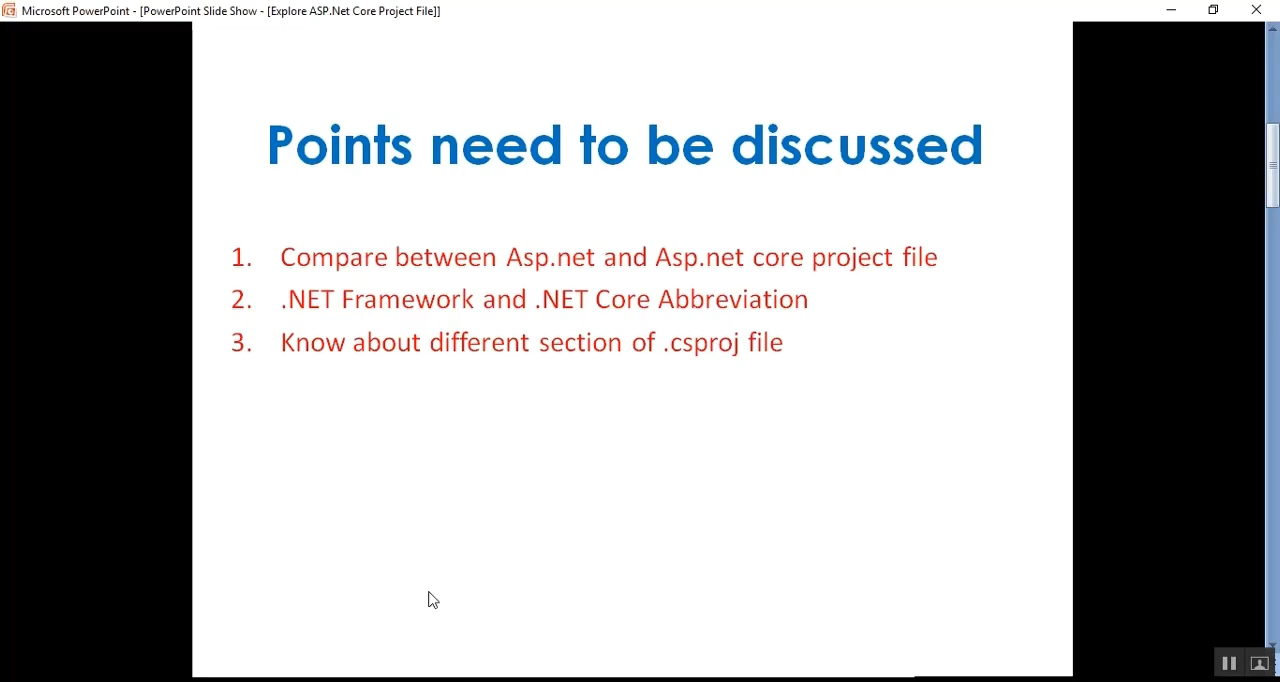 Microsoft PowerPoint - [PowerPoint Slide Show - [Explore ASP.Net Core Project File]]
Points need to be discussed
1. Compare between Asp.net and Asp.net core project file
2. .NET Framework and .NET Core Abbreviation
3. Know about different section of .csproj file